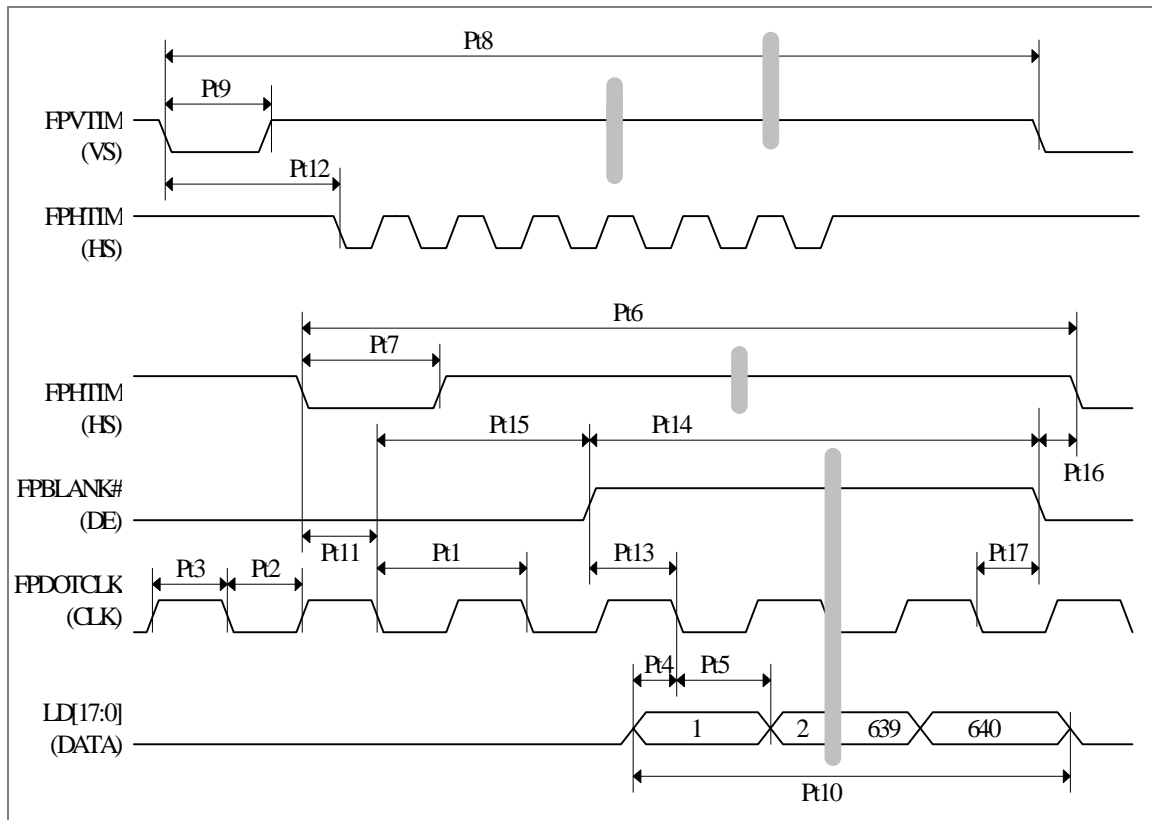 Pt8
Pt9
FPVTIM
(VS)
Pt12
FPHTIM
(HS)
Pt6
Pt7
FPHTIM
(HS)
Pt15
Pt14
Pt16
FPBLANK#
(DE)
Pt11
Pt1
Pt13
Pt17
Pt3
Pt2
FPDOTCLK
(CLK)
Pt4
Pt5
LD[17:0]
(DATA)
1
2
639
640
Pt10